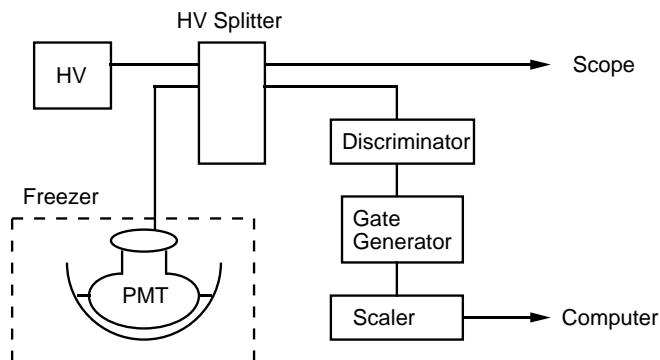 HV Splitter
HV
Scope
Discriminator
Freezer
Gate
Generator
PMT
Scaler
Computer